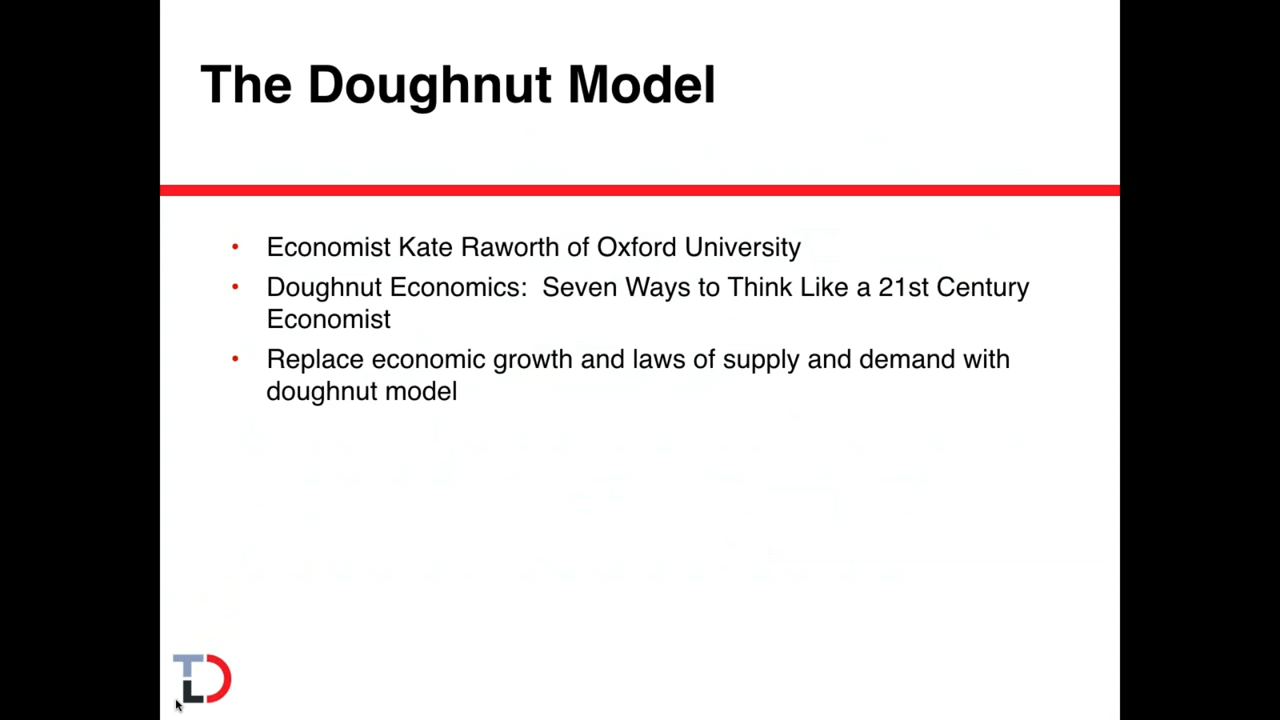 The Doughnut Model
• Economist Kate Raworth of Oxford University
• Doughnut Economics:  Seven Ways to Think Like a 21st Century
Economist
• Replace economic growth and laws of supply and demand with
doughnut model
TLD